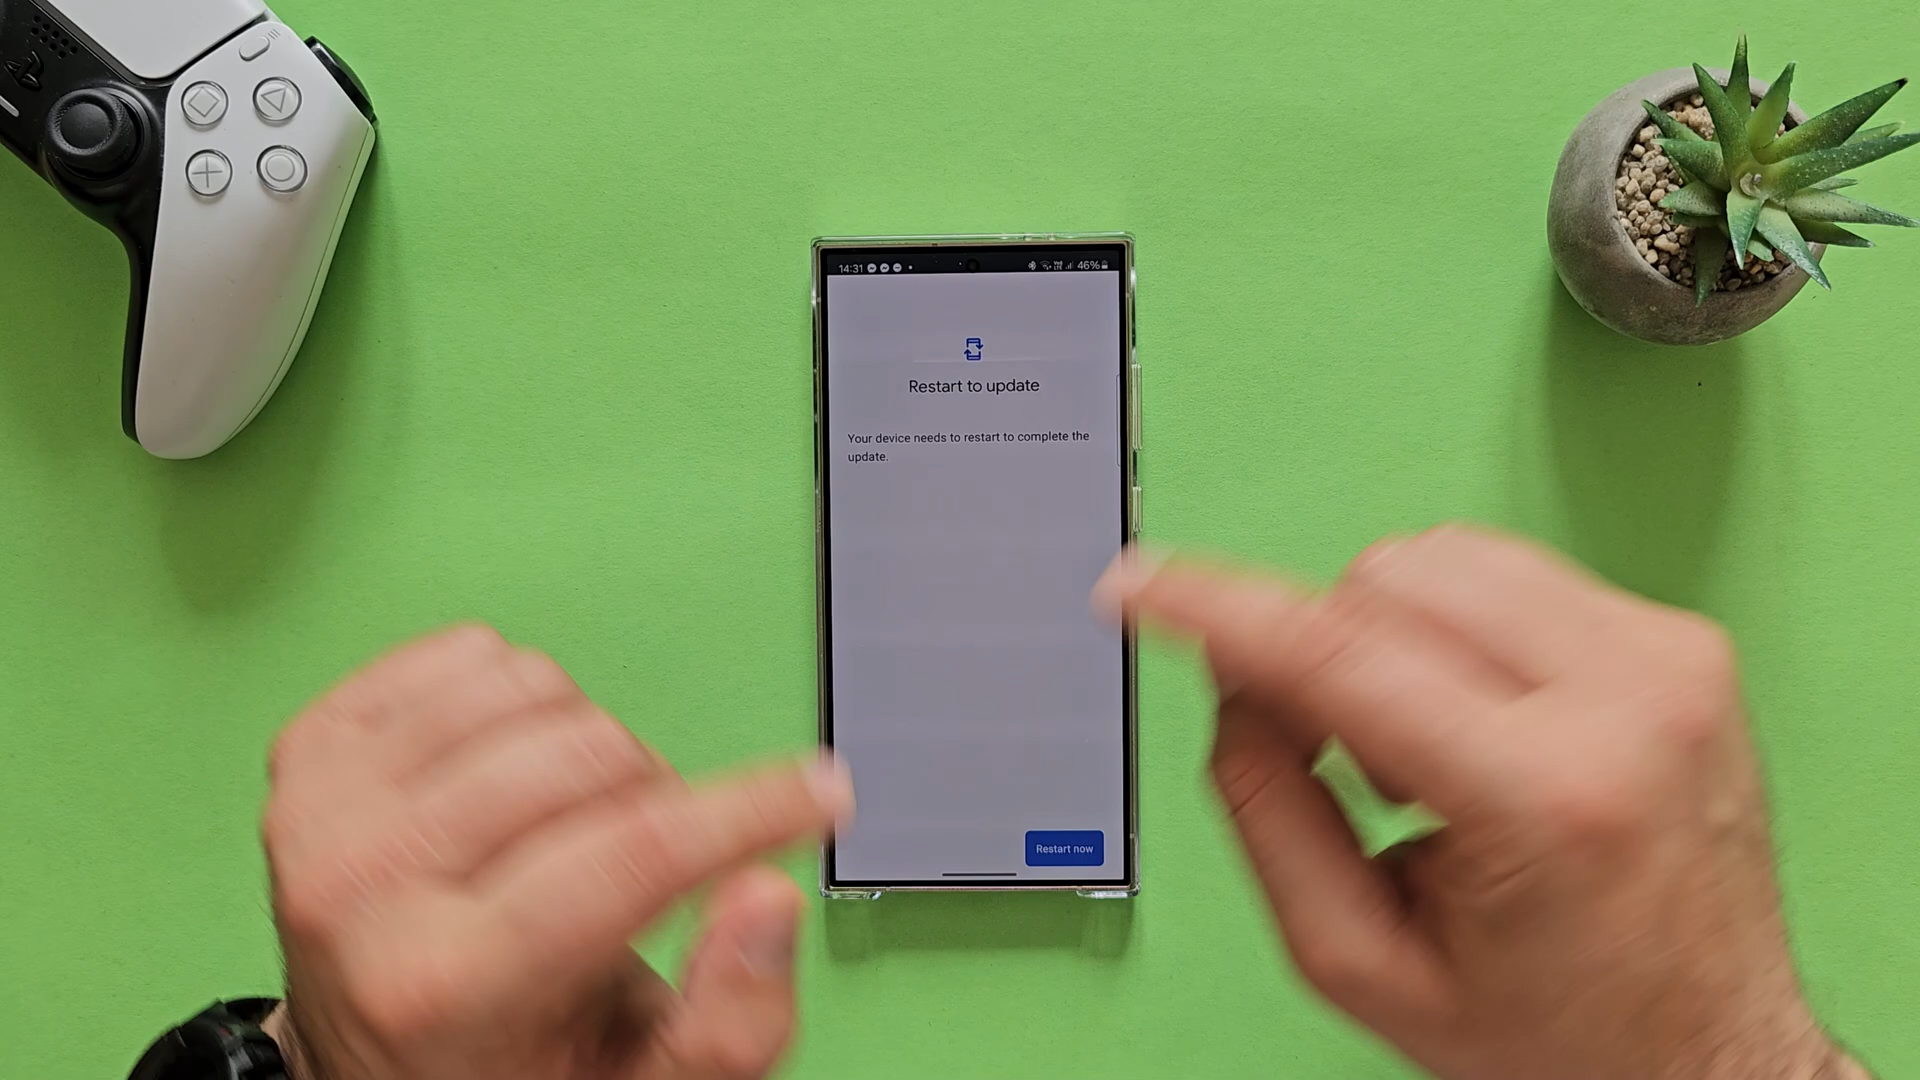 14:31 46%
Restart to update
Your device needs to restart to complete the
update.
Restart now